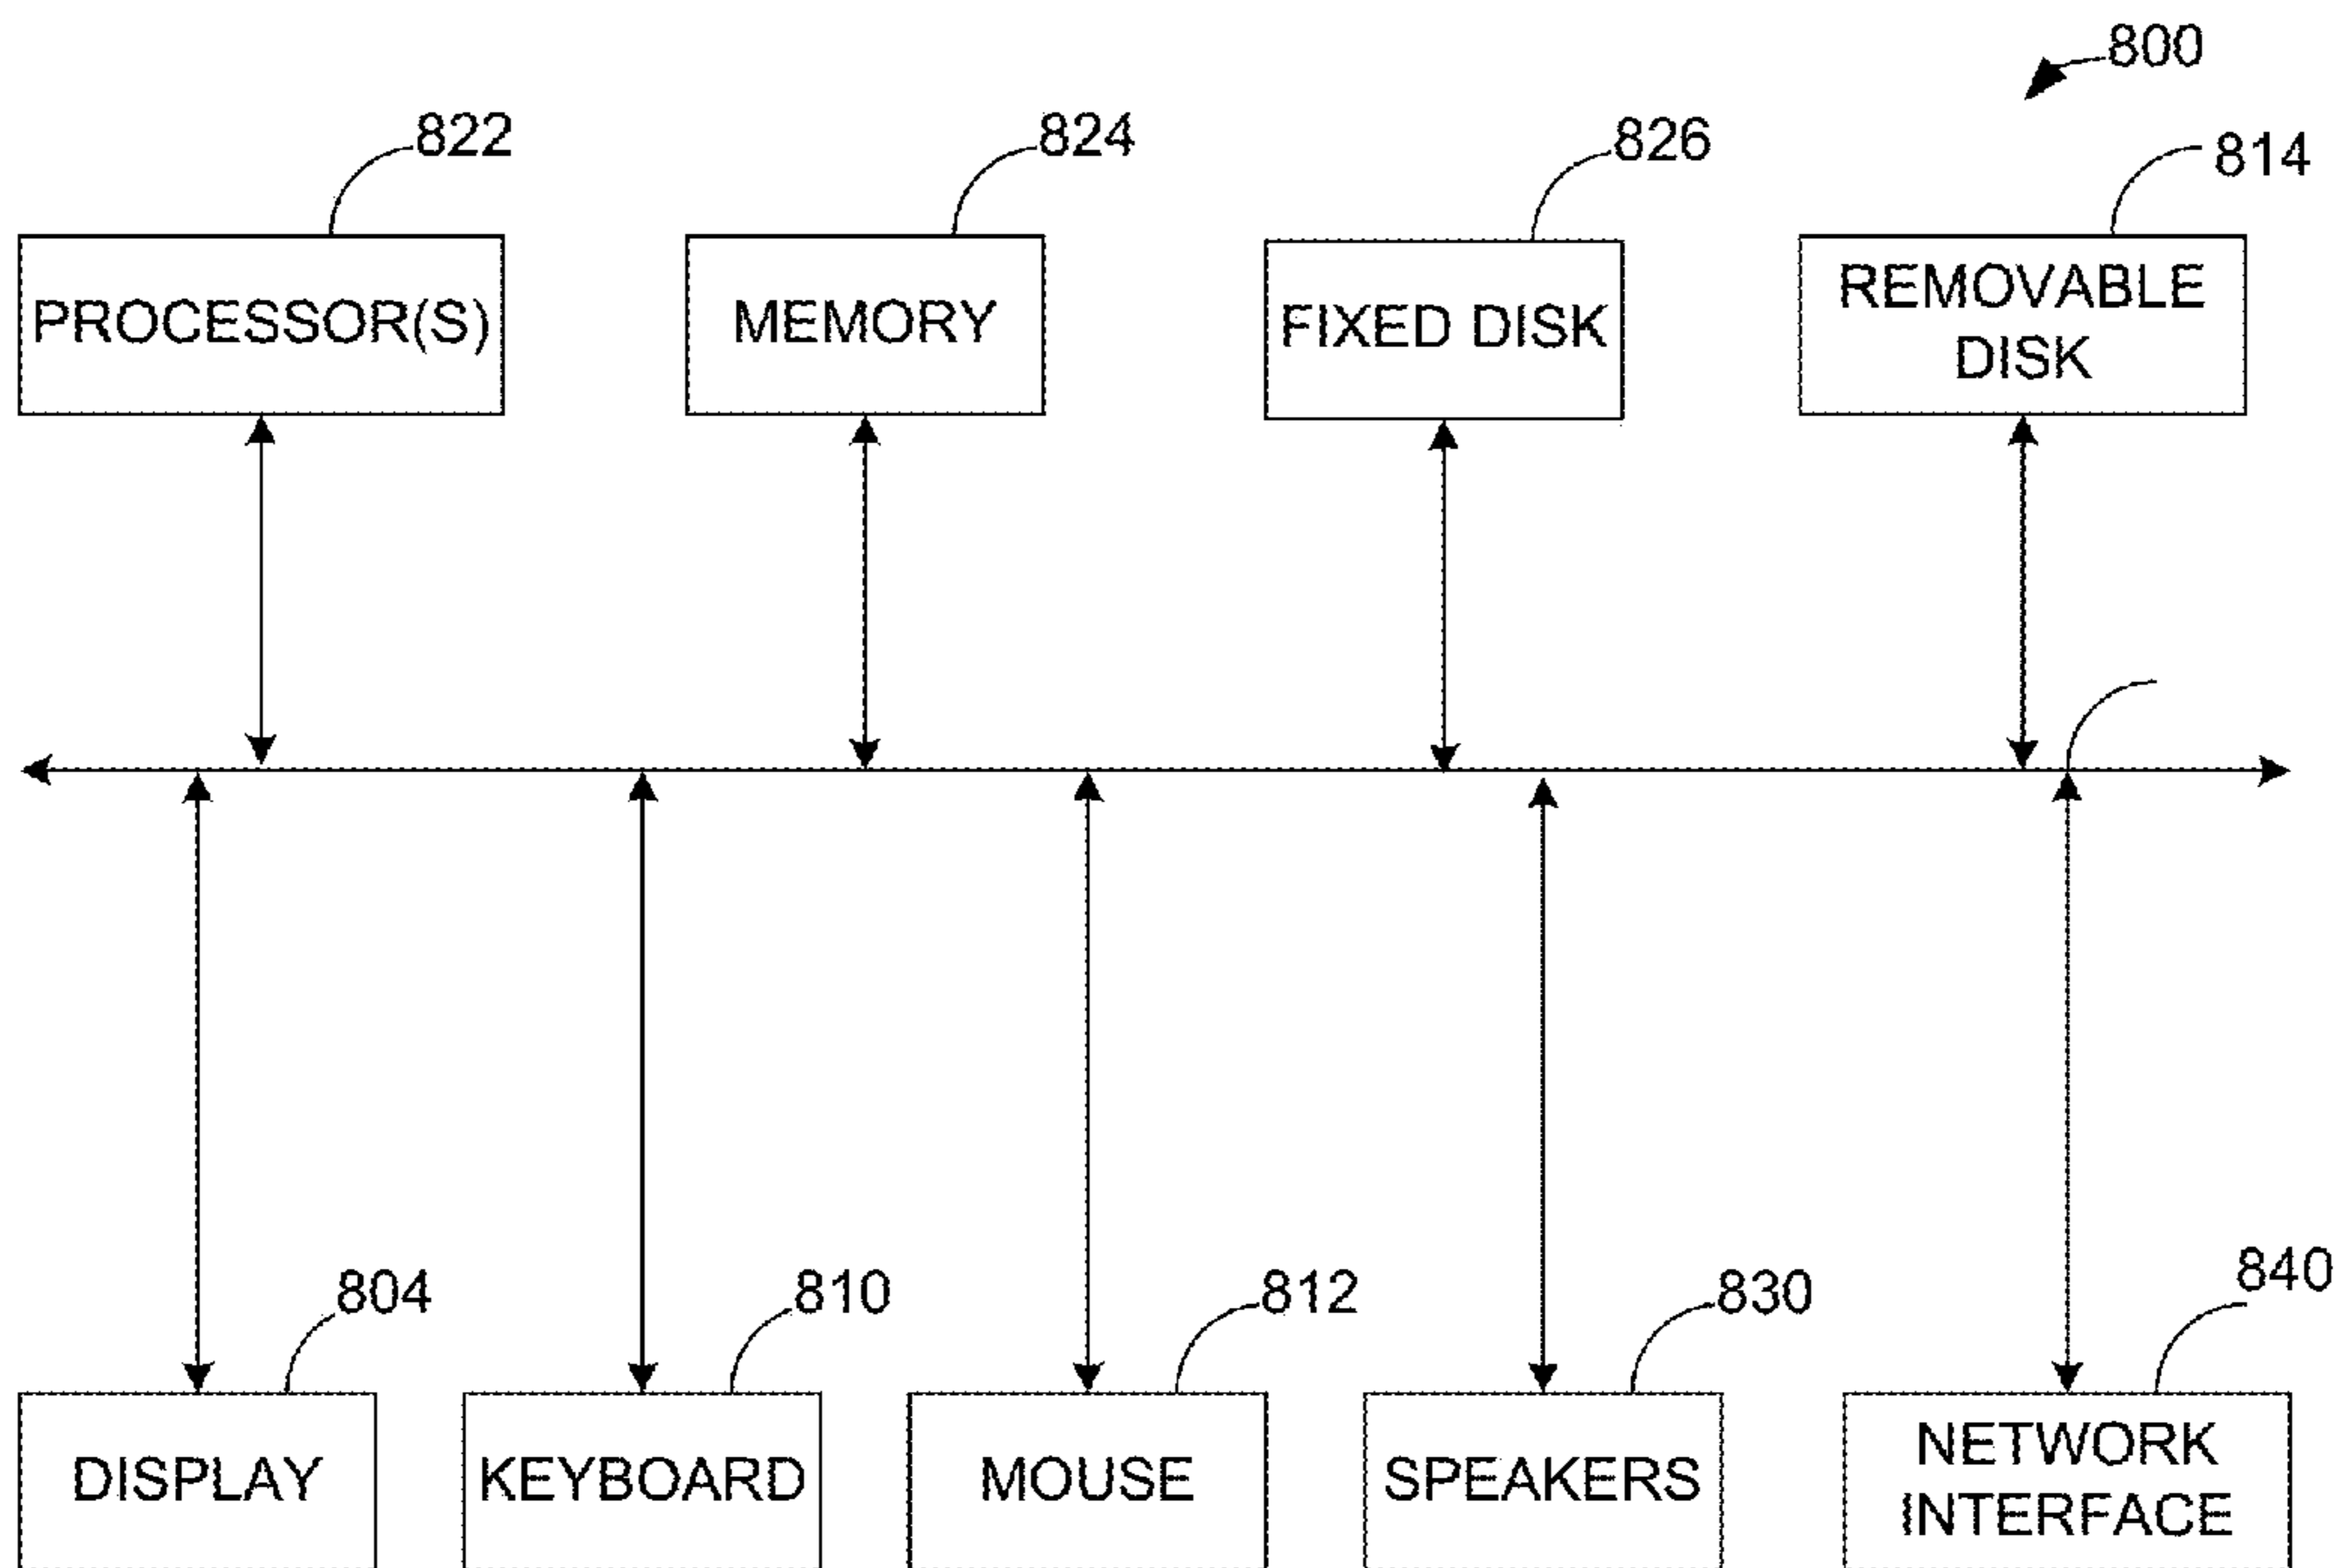 800
822
824
826
814
PROCESSOR(S)
MEMORY
FIXED DISK
REMOVABLE
DISK
804
810
812
830
840
DISPLAY
KEYBOARD
MOUSE
SPEAKERS
NETWORK
INTERFACE